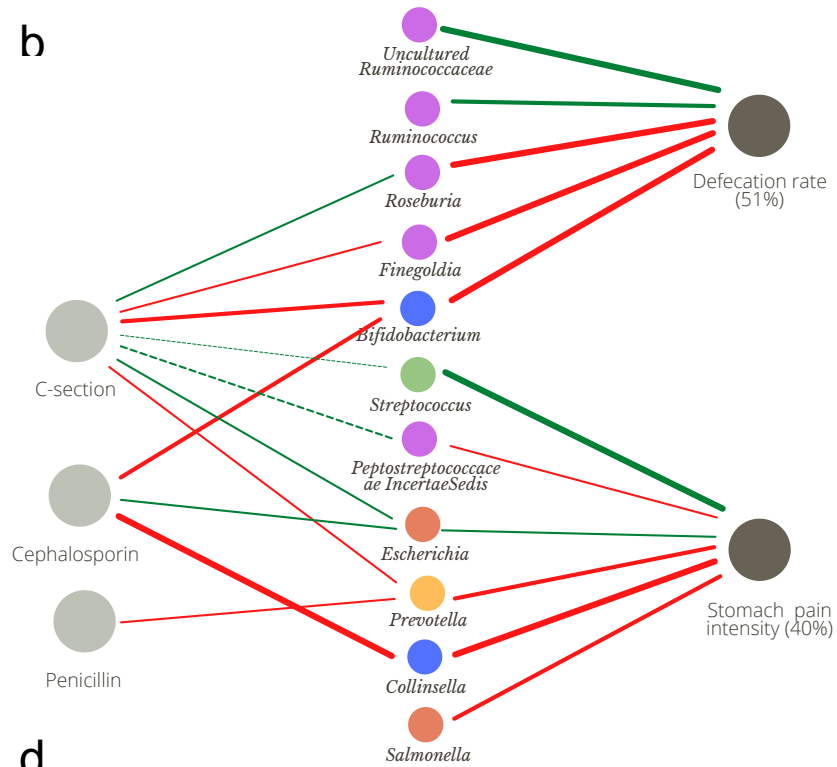 b
Uncultured
Ruminococcaceae
Ruminococcus
Defecation rate
(51%)
Roseburia
Finegoldia
Bifidobacterium
C-section
Streptococcus
Peptostreptococcace
ae IncertaeSedis
Cephalosporin
Escherichia
Prevotella
Stomach pain
intensity (40%)
Penicillin
Collinsella
Salmonella
d